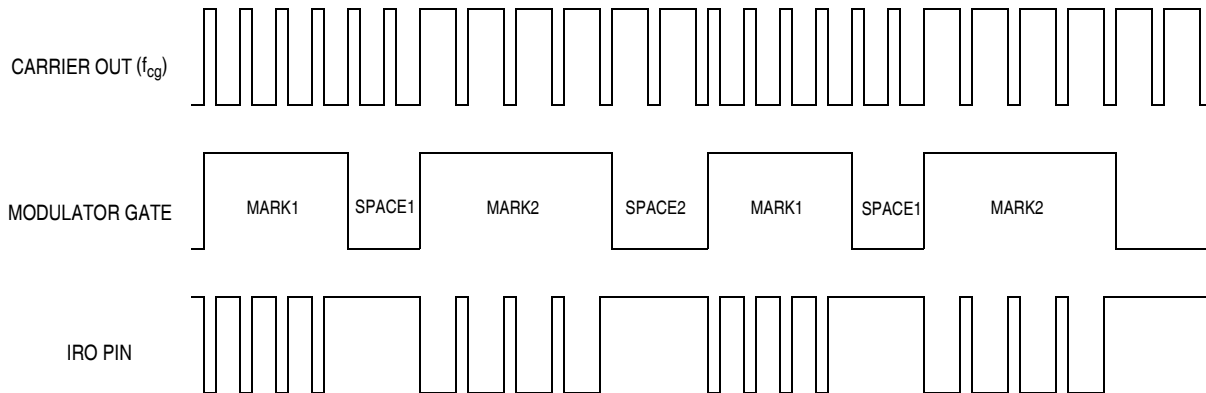 CARRIER OUT (fcg)
MODULATOR GATE
MARK1 SPACE1 MARK2 SPACE2 MARK1 SPACE1 MARK2
IRO PIN